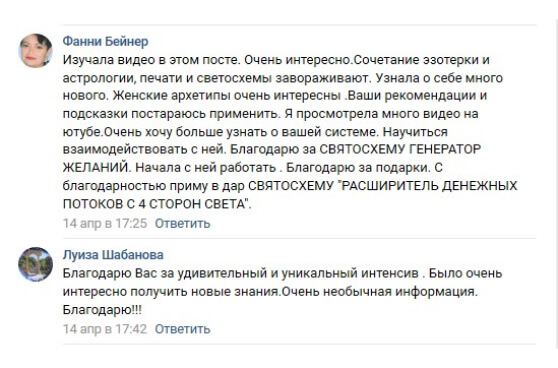 Фанни Бейнер
Изучала видео в этом посте. Очень интересно.Сочетание эзотерки и
астрологии, печати и светосхемы завораживают. Узнала о себе много
нового. Женские архетипы очень интересны .Ваши рекомендации и
подсказки постараюсь применить. Я просмотрела много видео на
ютубе.Очень хочу больше узнать о вашей системе. Научиться
взаимодействовать с ней. Благодарю за СВЯТОСХЕМУ ГЕНЕРАТОР
ЖЕЛАНИЙ. Начала с ней работать . Благодарю за подарки. С
благодарностью приму в дар СВЯТОСХЕМУ "РАСШИРИТЕЛЬ ДЕНЕЖНЫХ
ПОТОКОВ С 4 СТОРОН СВЕТА".
14 апр в 17:25 Ответить
Луиза Шабанова
Благодарю Вас за удивительный и уникальный интенсив . Было очень
интересно получить новые знания.Очень необычная информация.
Благодарю!!!
14 апр в 17:42 Ответить